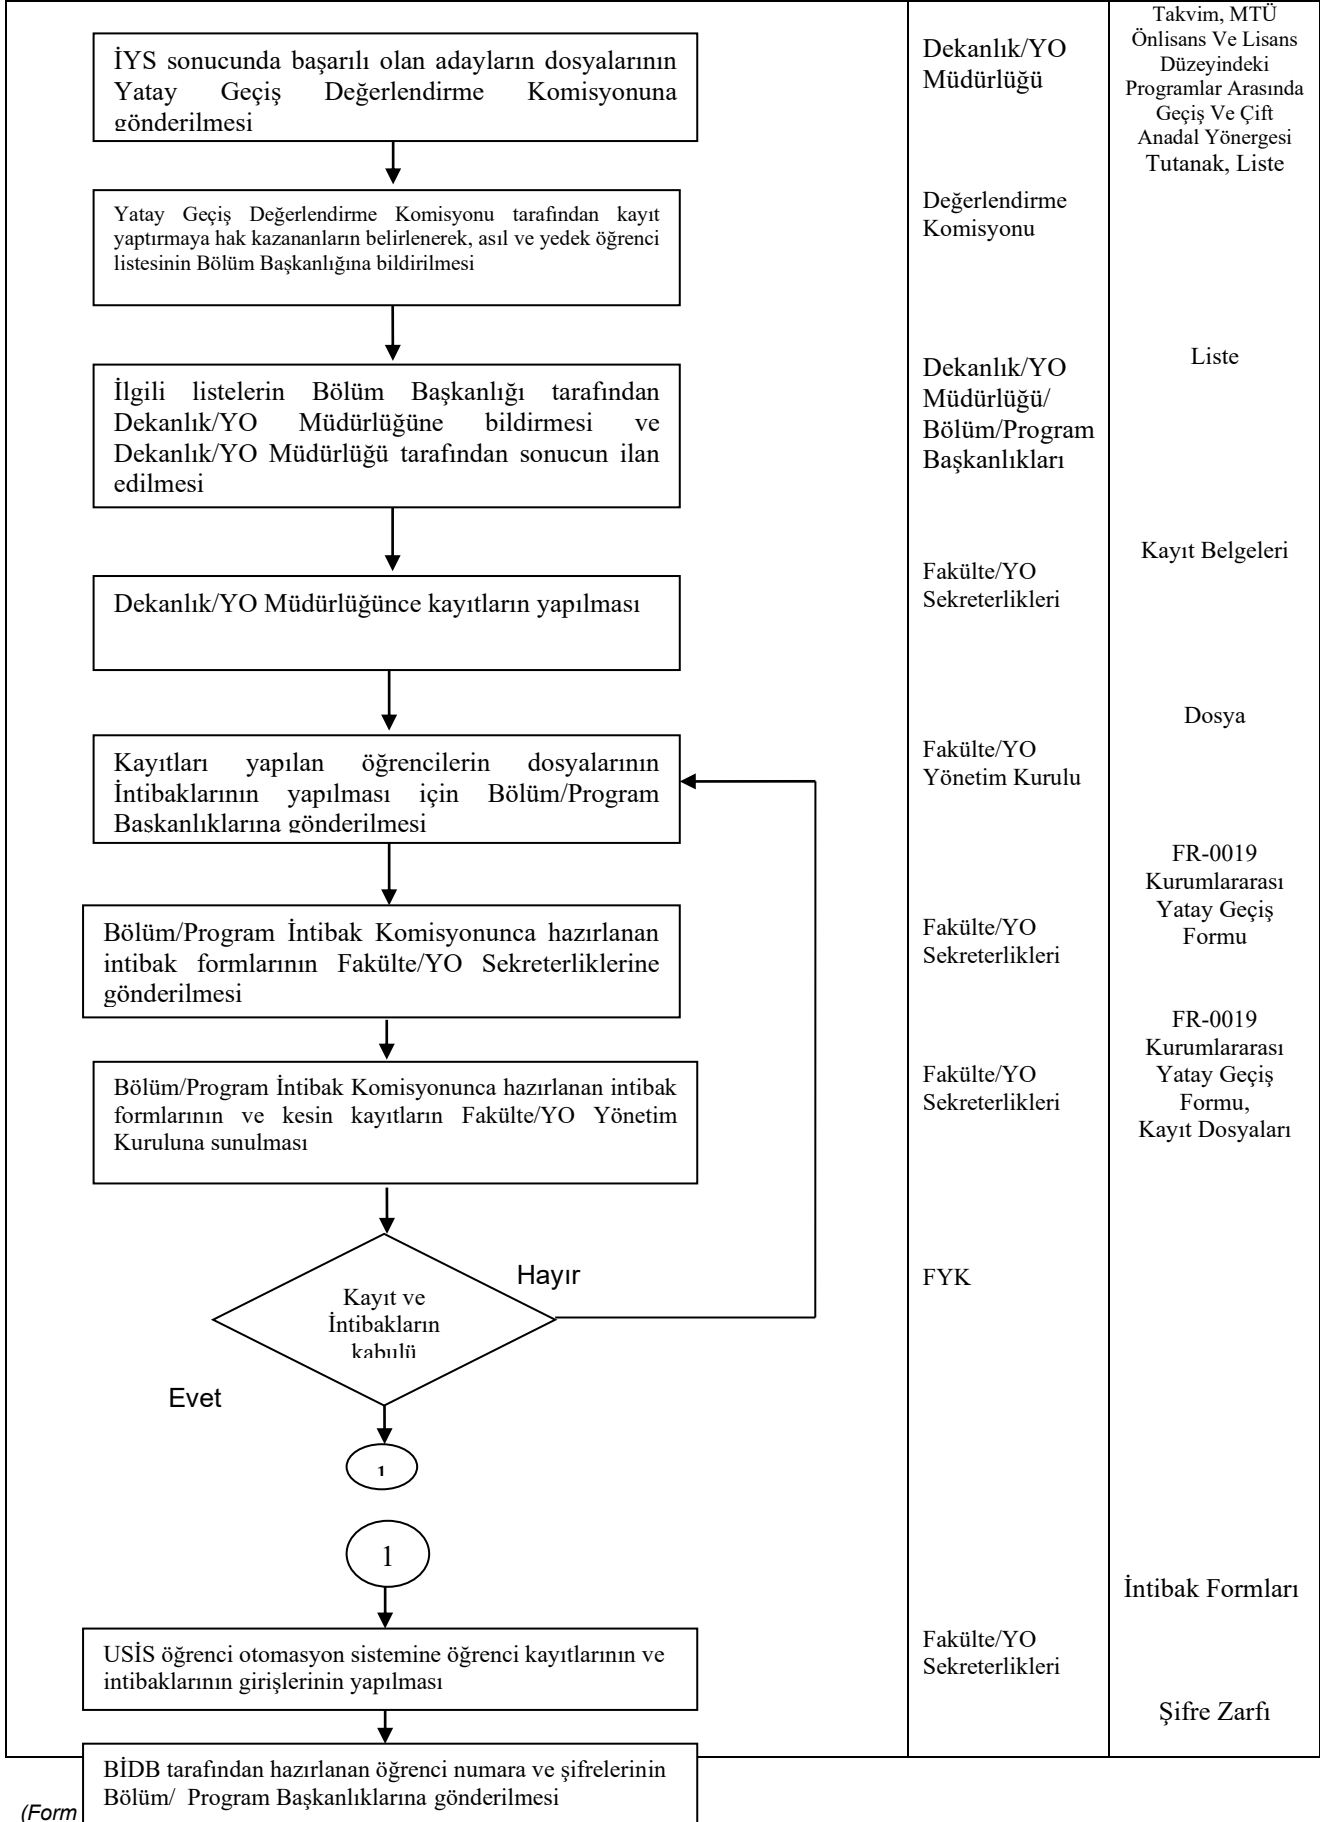 İYS sonucunda başarılı olan adayların dosyalarının
Yatay Geçiş Değerlendirme Komisyonuna
gönderilmesi
Dekanlık/YO
Müdürlüğü
Takvim, MTÜ
Önlisans Ve Lisans
Düzeyindeki
Programlar Arasında
Geçiş Ve Çift
Anadal Yönergesi
Tutanak, Liste
Yatay Geçiş Değerlendirme Komisyonu tarafından kayıt
yaptırmaya hak kazananların belirlenerek, asıl ve yedek öğrenci
listesinin Bölüm Başkanlığına bildirilmesi
Değerlendirme
Komisyonu
İlgili listelerin Bölüm Başkanlığı tarafından
Dekanlık/YO Müdürlüğüne bildirmesi ve
Dekanlık/YO Müdürlüğü tarafından sonucun ilan
edilmesi
Dekanlık/YO
Müdürlüğü/
Bölüm/Program
Başkanlıkları
Liste
Dekanlık/YO Müdürlüğünce kayıtların yapılması
Fakülte/YO
Sekreterlikleri
Kayıt Belgeleri
Kayıtları yapılan öğrencilerin dosyalarının
İntibaklarının yapılması için Bölüm/Program
Başkanlıklarına gönderilmesi
Fakülte/YO
Yönetim Kurulu
Dosya
Bölüm/Program İntibak Komisyonunca hazırlanan
intibak formlarının Fakülte/YO Sekreterliklerine
gönderilmesi
Fakülte/YO
Sekreterlikleri
FR-0019
Kurumlararası
Yatay Geçiş
Formu
Bölüm/Program İntibak Komisyonunca hazırlanan intibak
formlarının ve kesin kayıtların Fakülte/YO Yönetim
Kuruluna sunulması
Fakülte/YO
Sekreterlikleri
FR-0019
Kurumlararası
Yatay Geçiş
Formu,
Kayıt Dosyaları
Kayıt ve
İntibakların
kabulü
Hayır
Evet
FYK
1
1
İntibak Formları
USİS öğrenci otomasyon sistemine öğrenci kayıtlarının ve
intibaklarının girişlerinin yapılması
Fakülte/YO
Sekreterlikleri
Şifre Zarfı
BİDB tarafından hazırlanan öğrenci numara ve şifrelerinin
Bölüm/ Program Başkanlıklarına gönderilmesi
(Form